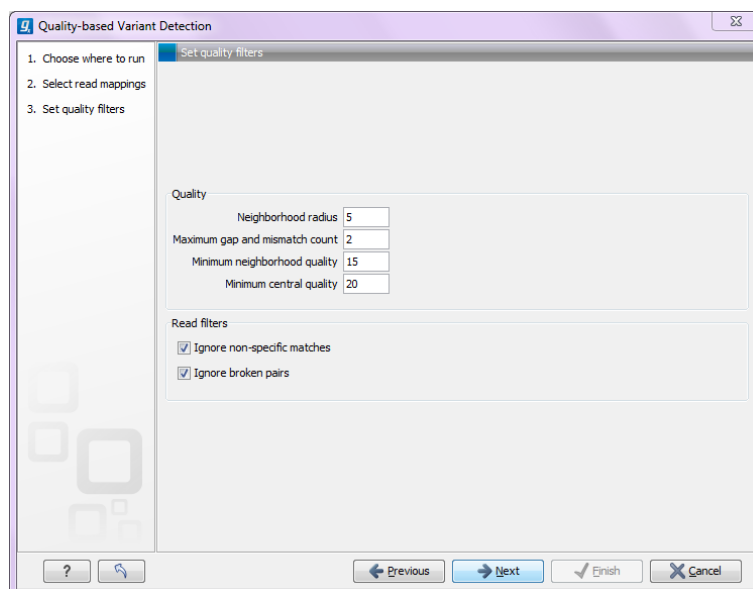 Quality-based Variant Detection
1. Choose where to run
2. Select read mappings
3. Set quality filters
Set quality filters
Quality
Neighborhood radius 5
Maximum gap and mismatch count 2
Minimum neighborhood quality 15
Minimum central quality 20
Read filters
Ignore non-specific matches
Ignore broken pairs
? Previous Next Finish Cancel